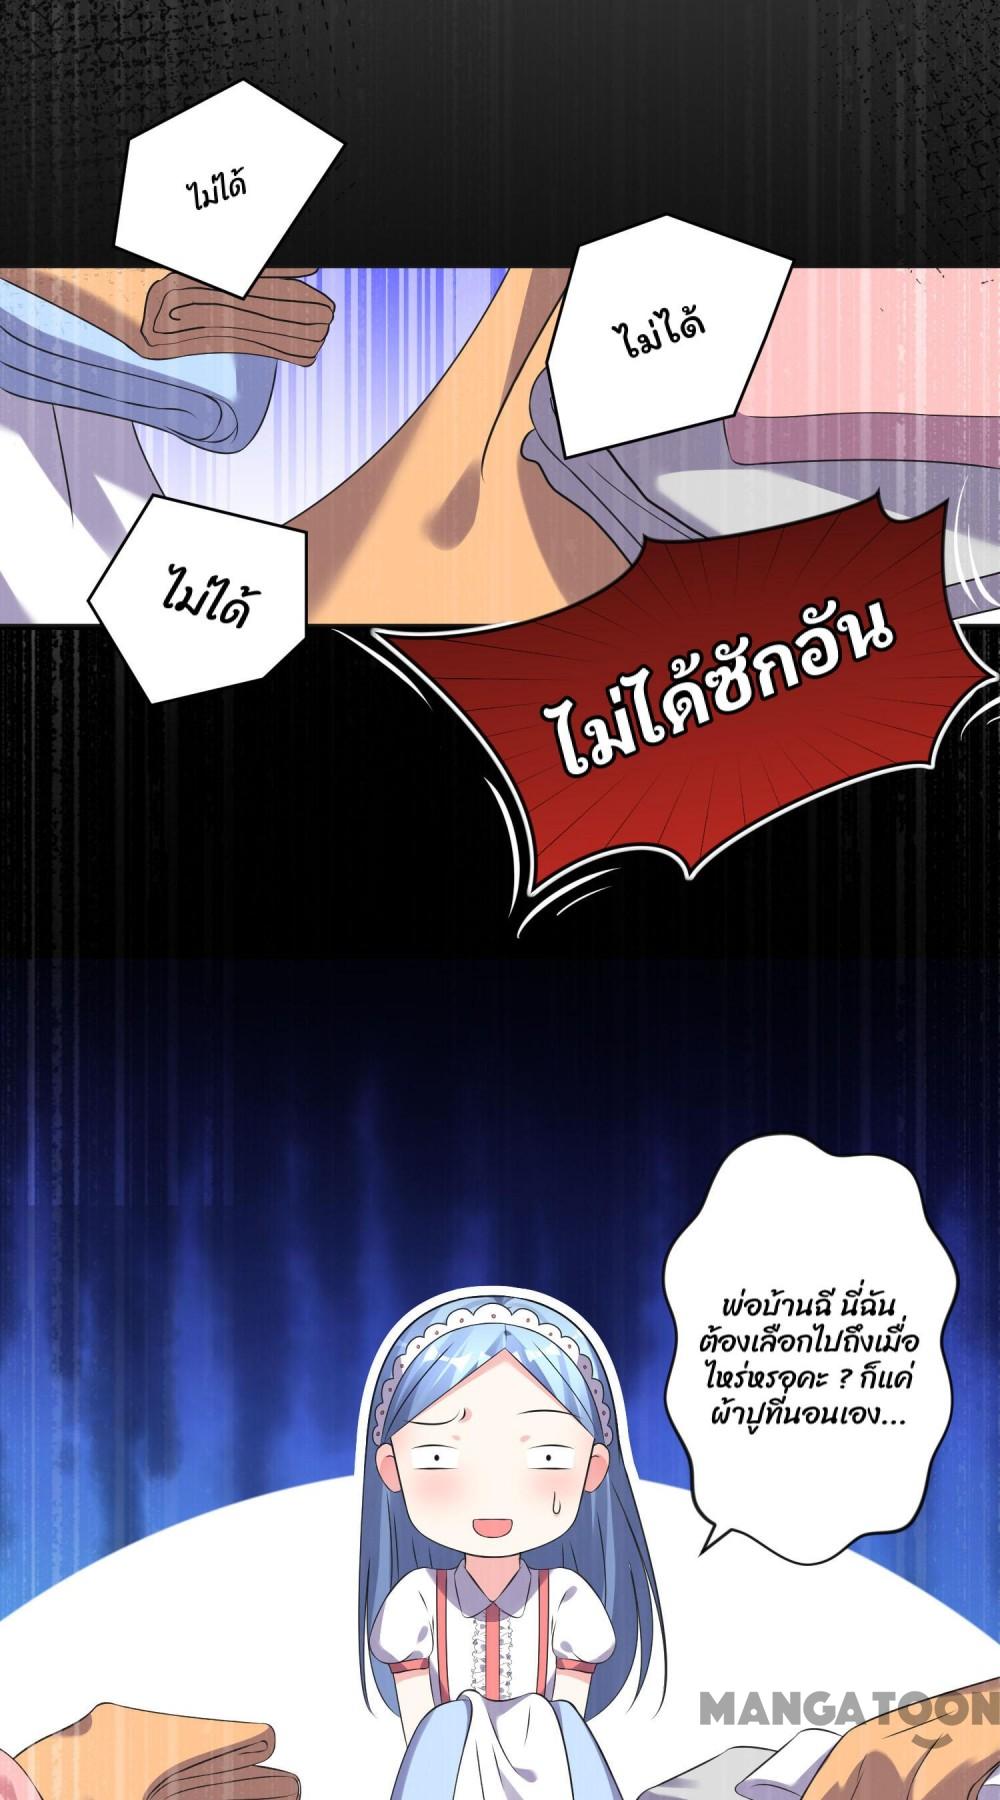 ไม่ได้
ไม่ได้
ไม่ได้
ไม่ได้ซักอัน
พ่อบ้านฉี นี่ฉัน
ต้องเลือกไปถึงเมื่อ
ไหร่หรอคะ ? ก็แค่
ผ้าปูที่นอนเอง...
MANGATOON